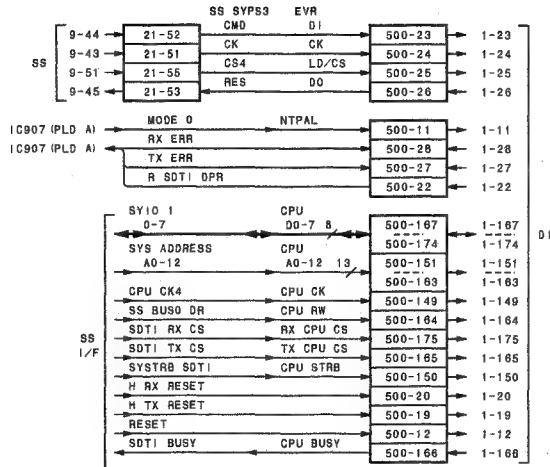 SS SYPS3 EVR
CMD DI
9-44 21-52 500-23 1-23
CK CK
9-43 21-51 500-24 1-24
SS
CS4 LD/CS
9-51 21-55 500-25 1-25
RES DO
9-45 21-53 500-26 1-26
MODE 0 NTPAL
IC907 (PLD A) 500-11 1-11
RX ERR
IC907 (PLD A) 500-28 1-28
TX ERR
500-27 1-27
R SDTI DPR
500-22 1-22
SYIO 1 CPU
0-7 D0-7 8 500-167 1-167
500-174 1-174
DI
SYS ADDRESS CPU
A0-12 A0-12 13 500-151 1-151
500-163 1-163
CPU CK4 CPU CK 500-149 1-149
SS BUS0 DR CPU RW 500-164 1-164
SDTI RX CS RX CPU CS 500-175 1-175
SS
I/F
SDTI TX CS TX CPU CS 500-165 1-165
SYSTRB SDTI CPU STRB 500-150 1-150
H RX RESET 500-20 1-20
H TX RESET 500-19 1-19
RESET 500-12 1-12
SDTI BUSY CPU BUSY 500-166 1-166